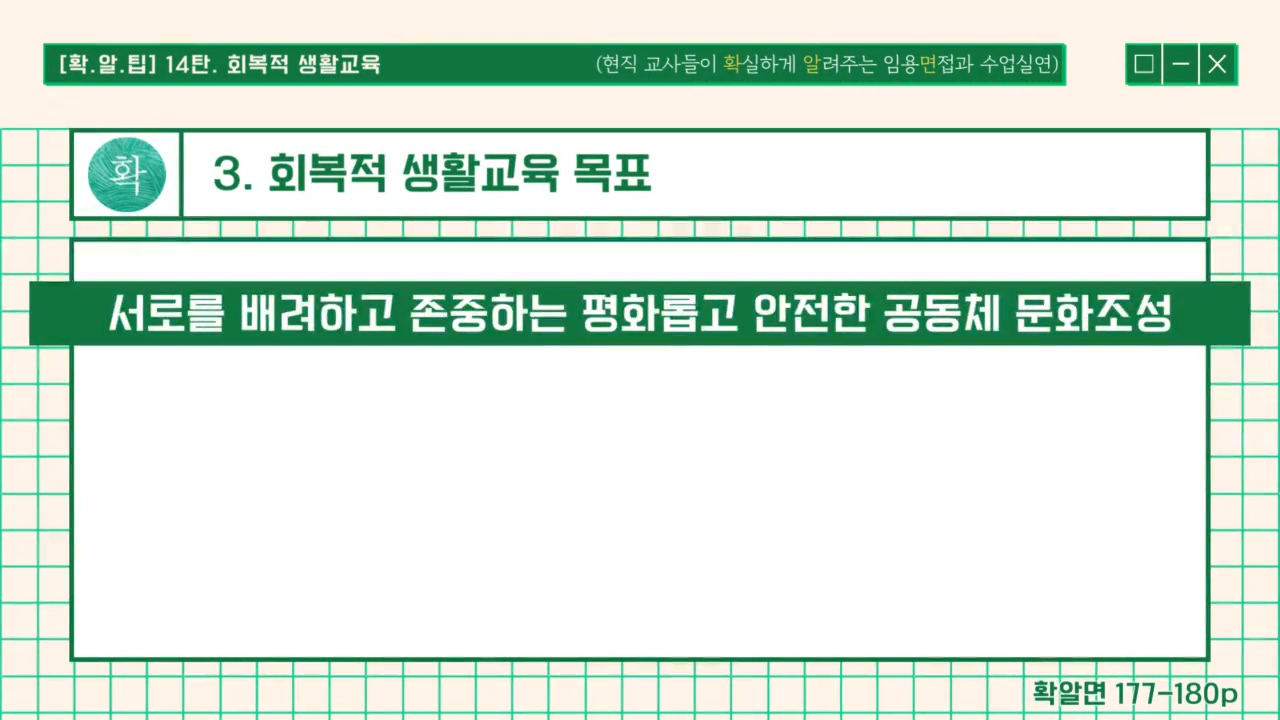 [확.알.팁] 14탄. 회복적 생활교육
(현직 교사들이 확실하게 알려주는 임용면접과 수업실연)
확
3. 회복적 생활교육 목표
서로를 배려하고 존중하는 평화롭고 안전한 공동체 문화조성
확알면 177-180p